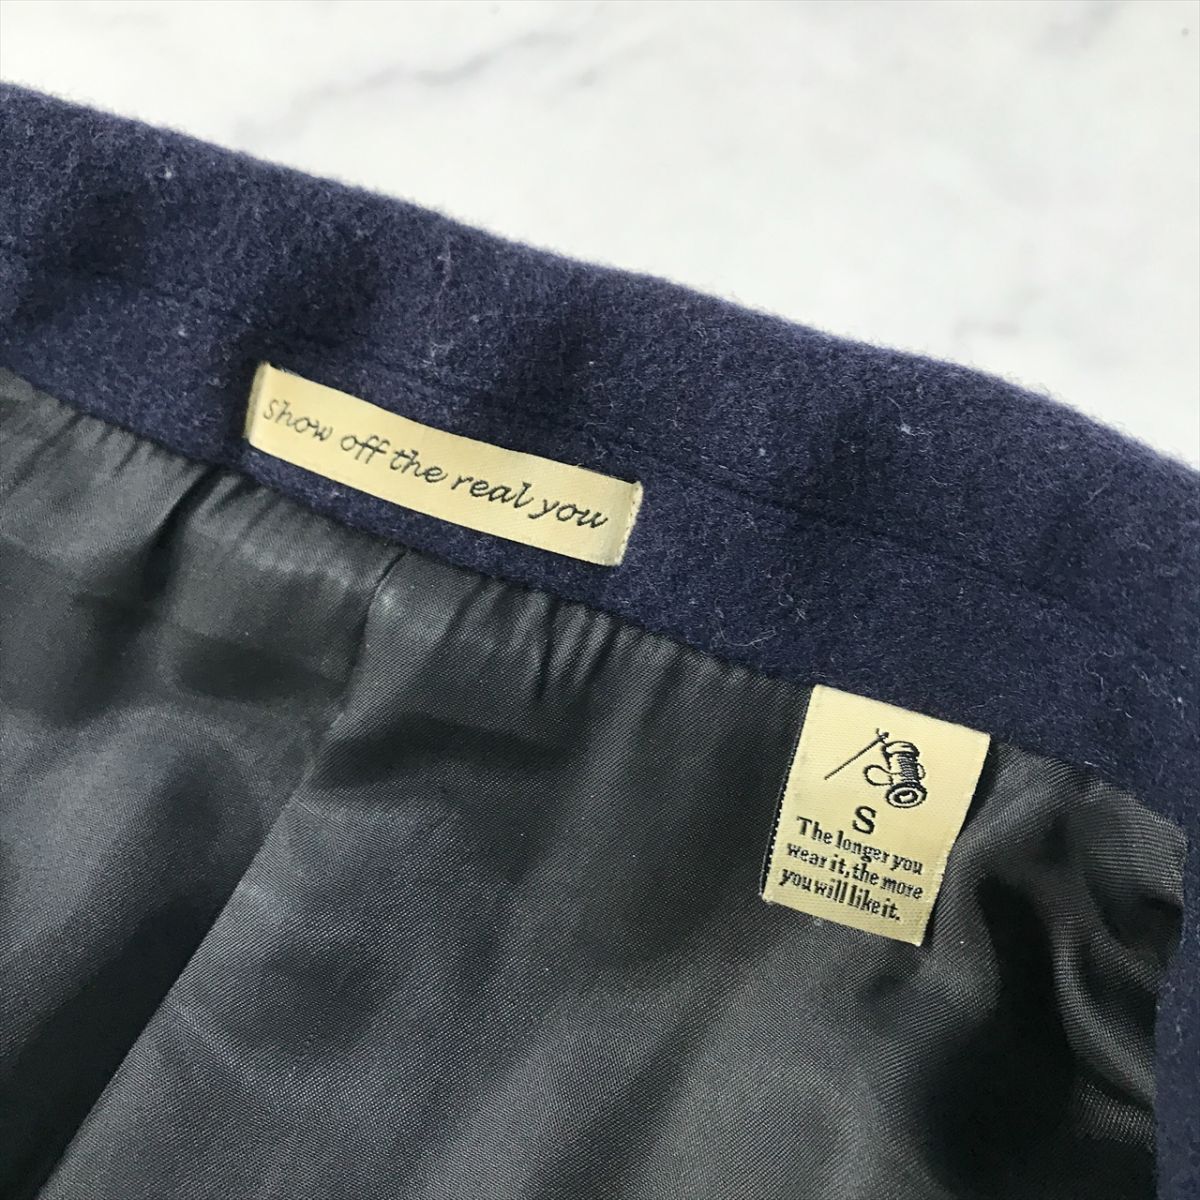 show off the real you
S
The longer you
wear it, the more
you will like it.